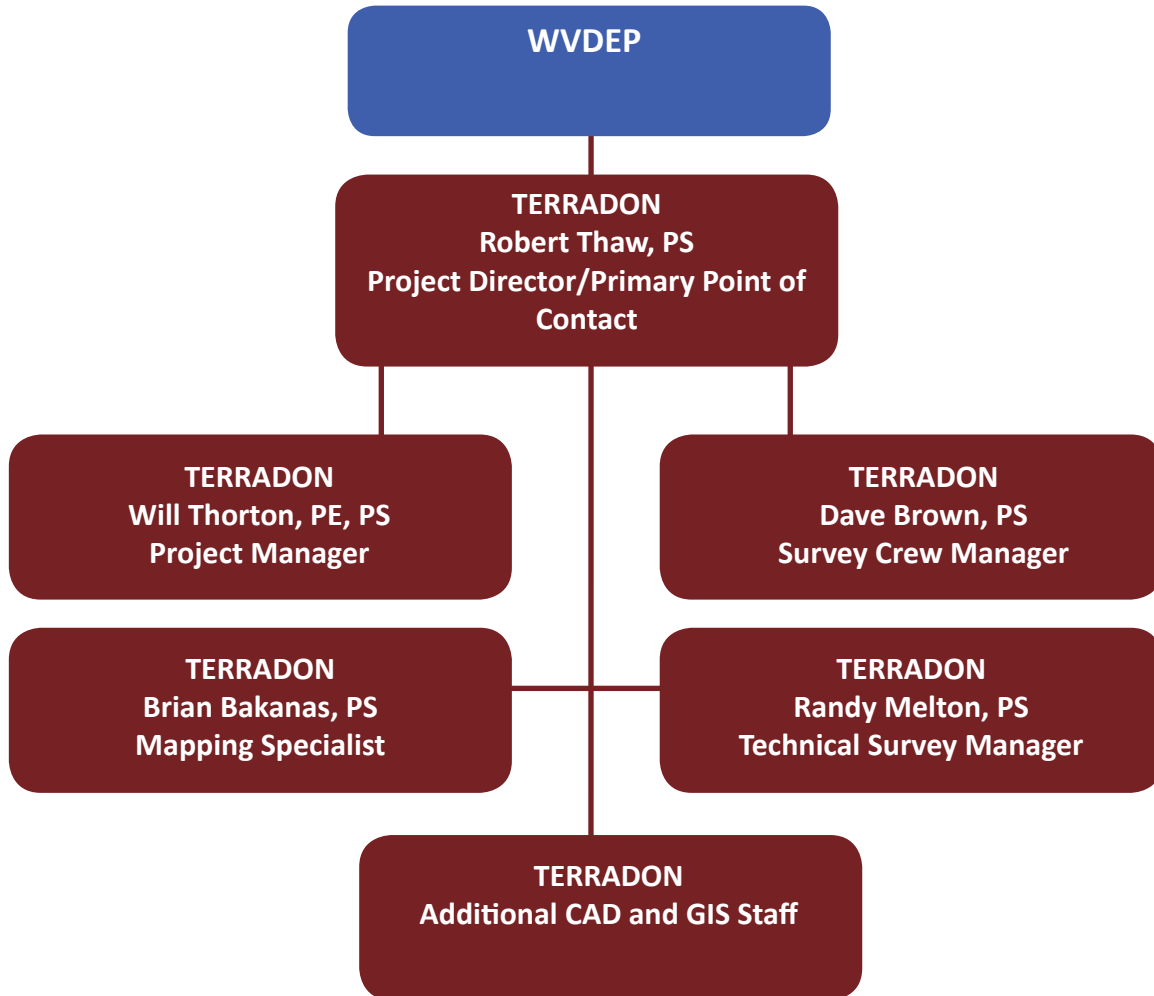 WVDEP
TERRADON
Robert Thaw, PS
Project Director/Primary Point of
Contact
TERRADON
Will Thorton, PE, PS
Project Manager
TERRADON
Dave Brown, PS
Survey Crew Manager
TERRADON
Brian Bakanas, PS
Mapping Specialist
TERRADON
Randy Melton, PS
Technical Survey Manager
TERRADON
Additional CAD and GIS Staff